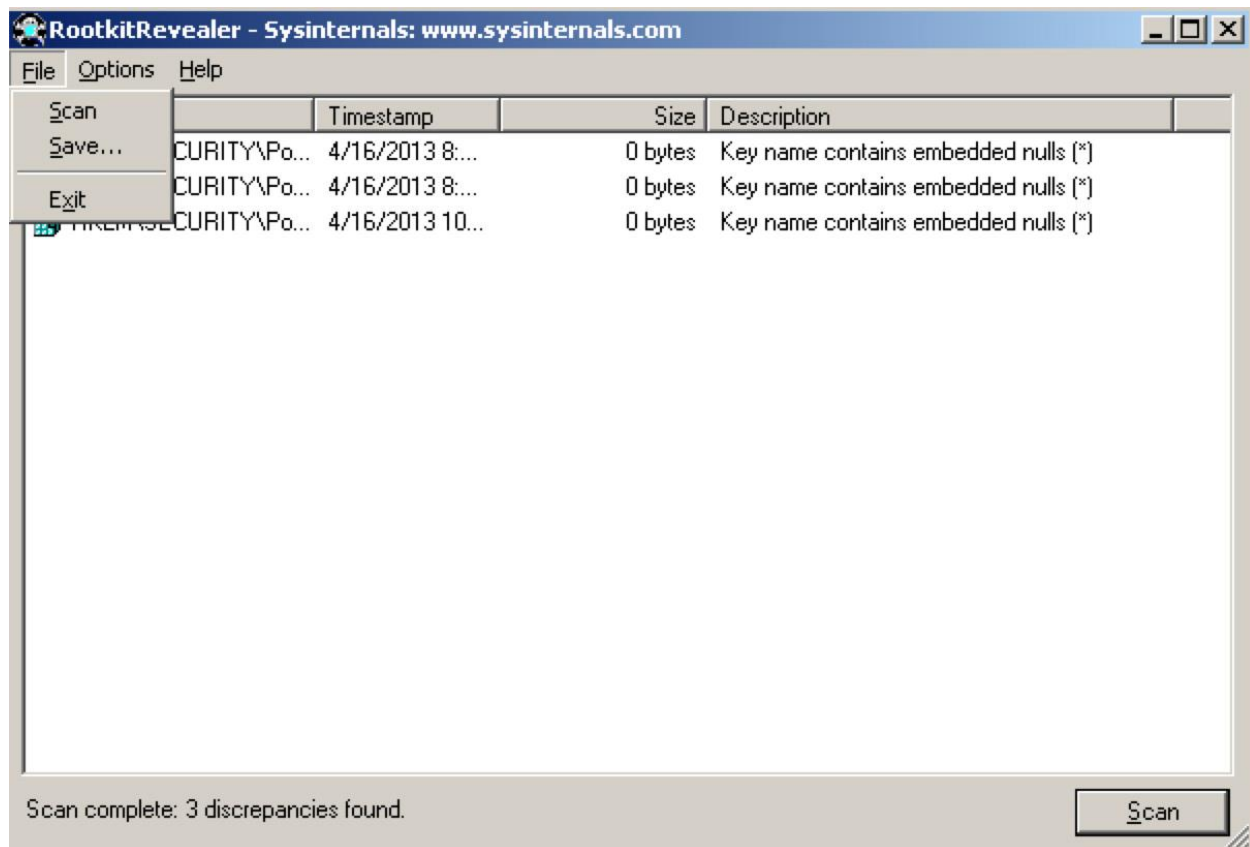 RootkitRevealer - Sysinternals: www.sysinternals.com
File Options Help
Scan
Save...
Exit
Timestamp Size Description
CURITY\Po... 4/16/2013 8:... 0 bytes Key name contains embedded nulls (*)
CURITY\Po... 4/16/2013 8:... 0 bytes Key name contains embedded nulls (*)
CURITY\Po... 4/16/2013 10... 0 bytes Key name contains embedded nulls (*)
Scan complete: 3 discrepancies found.
Scan